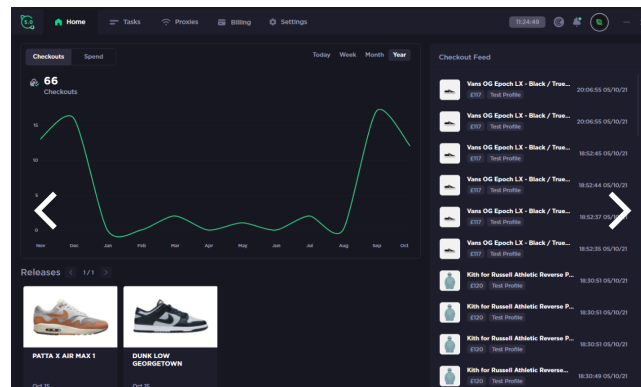 5.0
Home
Tasks
Proxies
Billing
Settings
11:24:45
Checkouts
Spend
Today
Week
Month
Year
66
Checkouts
15
10
5
0
Nov
Dec
Jan
Feb
Mar
Apr
May
Jun
Jul
Aug
Sep
Oct
Releases
1/1
PATTA X AIR MAX 1
Oct 15
DUNK LOW
GEORGETOWN
Oct 15
Checkout Feed
Vans OG Epoch LX - Black / True...
£117 Test Profile
20:06:55 05/10/21
Vans OG Epoch LX - Black / True...
£117 Test Profile
20:06:55 05/10/21
Vans OG Epoch LX - Black / True...
£117 Test Profile
18:52:45 05/10/21
Vans OG Epoch LX - Black / True...
£117 Test Profile
18:52:44 05/10/21
Vans OG Epoch LX - Black / True...
£117 Test Profile
18:52:37 05/10/21
Vans OG Epoch LX - Black / True...
£117 Test Profile
18:52:35 05/10/21
Kith for Russell Athletic Reverse P...
£120 Test Profile
18:30:51 05/10/21
Kith for Russell Athletic Reverse P...
£120 Test Profile
18:30:51 05/10/21
Kith for Russell Athletic Reverse P...
£120 Test Profile
18:30:51 05/10/21
Kith for Russell Athletic Reverse...
£120 Test Profile
18:30:49 05/10/21